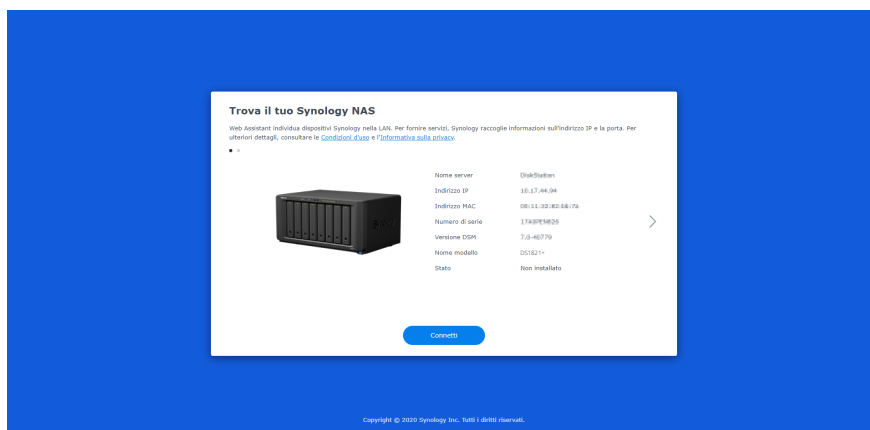 Trova il tuo Synology NAS
Web Assistant individua dispositivi Synology nella LAN. Per fornire servizi, Synology raccoglie informazioni sull'indirizzo IP e la porta. Per
ulteriori dettagli, consultare le Condizioni d'uso e l'Informativa sulla privacy.
Nome server DiskStation
Indirizzo IP
Indirizzo MAC
Numero di serie
Versione DSM
Nome modello DS1821+
Stato Non installato
Connetti
Copyright © 2020 Synology Inc. Tutti i diritti riservati.